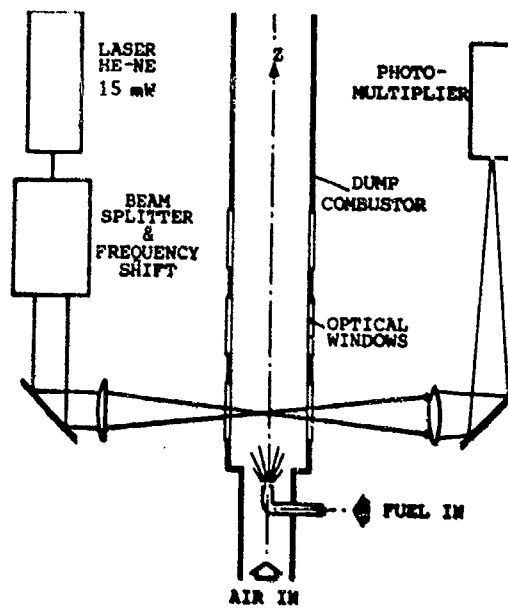 LASER
HE-NE
15 mW
Z
PHOTO-
MULTIPLIER
BEAM
SPLITTER
&
FREQUENCY
SHIFT
DUMP
COMBUSTOR
OPTICAL
WINDOWS
FUEL IN
AIR IN